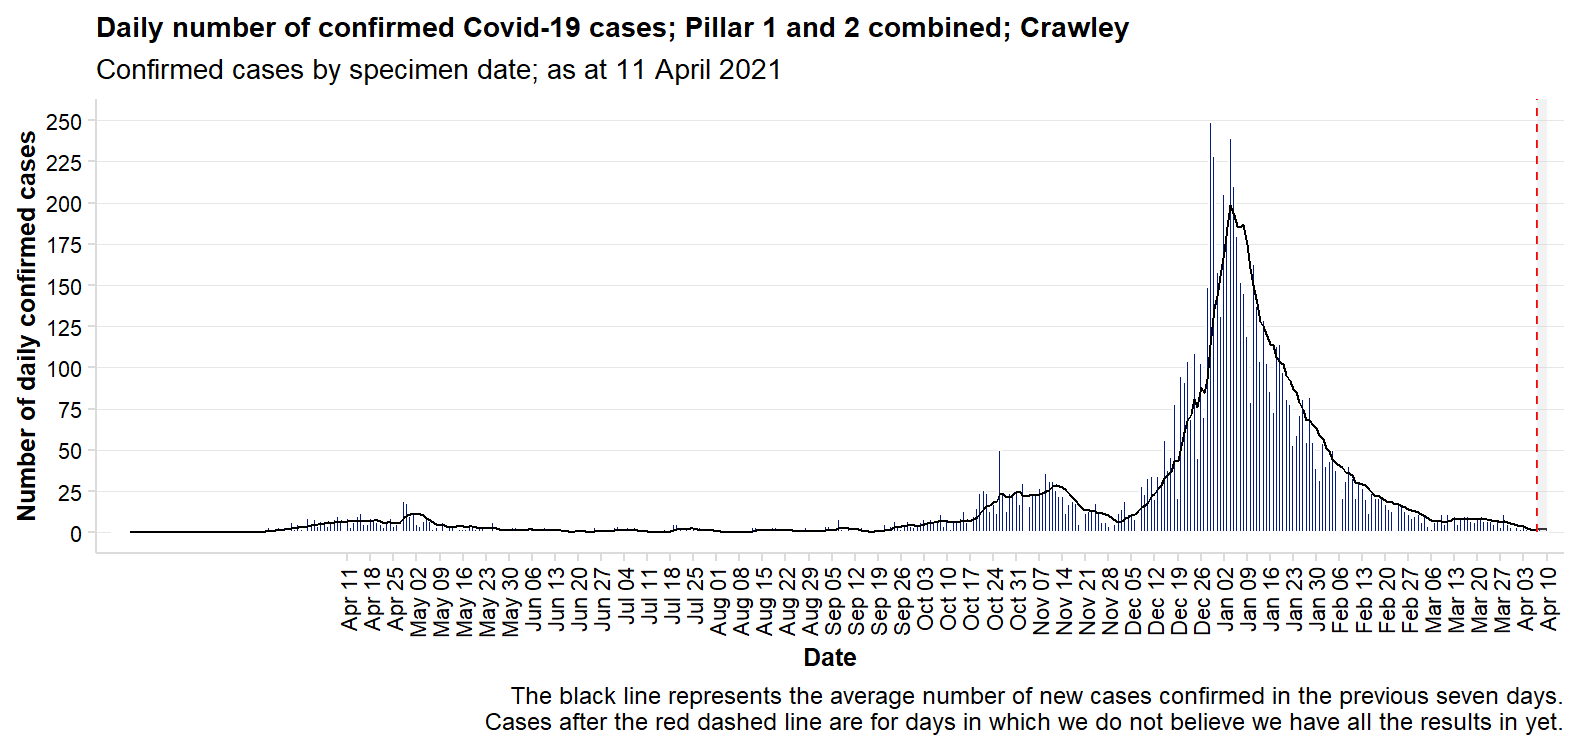 Daily number of confirmed Covid-19 cases; Pillar 1 and 2 combined; Crawley
Confirmed cases by specimen date; as at 11 April 2021
Number of daily confirmed cases
250
225
200
175
150
125
100
75
50
25
0
Apr 11
Apr 18
Apr 25
May 02
May 09
May 16
May 23
May 30
Jun 06
Jun 13
Jun 20
Jun 27
Jul 04
Jul 11
Jul 18
Jul 25
Aug 01
Aug 08
Aug 15
Aug 22
Aug 29
Sep 05
Sep 12
Sep 19
Sep 26
Oct 03
Oct 10
Oct 17
Oct 24
Oct 31
Nov 07
Nov 14
Nov 21
Nov 28
Dec 05
Dec 12
Dec 19
Dec 26
Jan 02
Jan 09
Jan 16
Jan 23
Jan 30
Feb 06
Feb 13
Feb 20
Feb 27
Mar 06
Mar 13
Mar 20
Mar 27
Apr 03
Apr 10
Date
The black line represents the average number of new cases confirmed in the previous seven days.
Cases after the red dashed line are for days in which we do not believe we have all the results in yet.